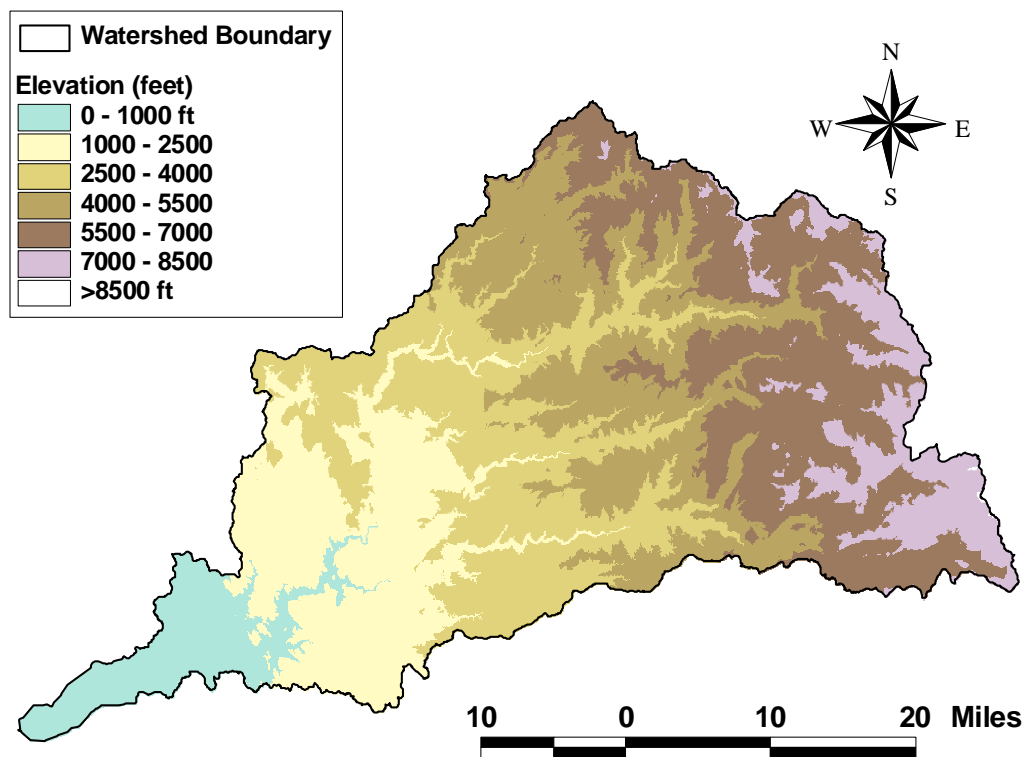 Watershed Boundary
Elevation (feet)
0 - 1000 ft
1000 - 2500
2500 - 4000
4000 - 5500
5500 - 7000
7000 - 8500
>8500 ft
N
W E
S
10 0 10 20 Miles